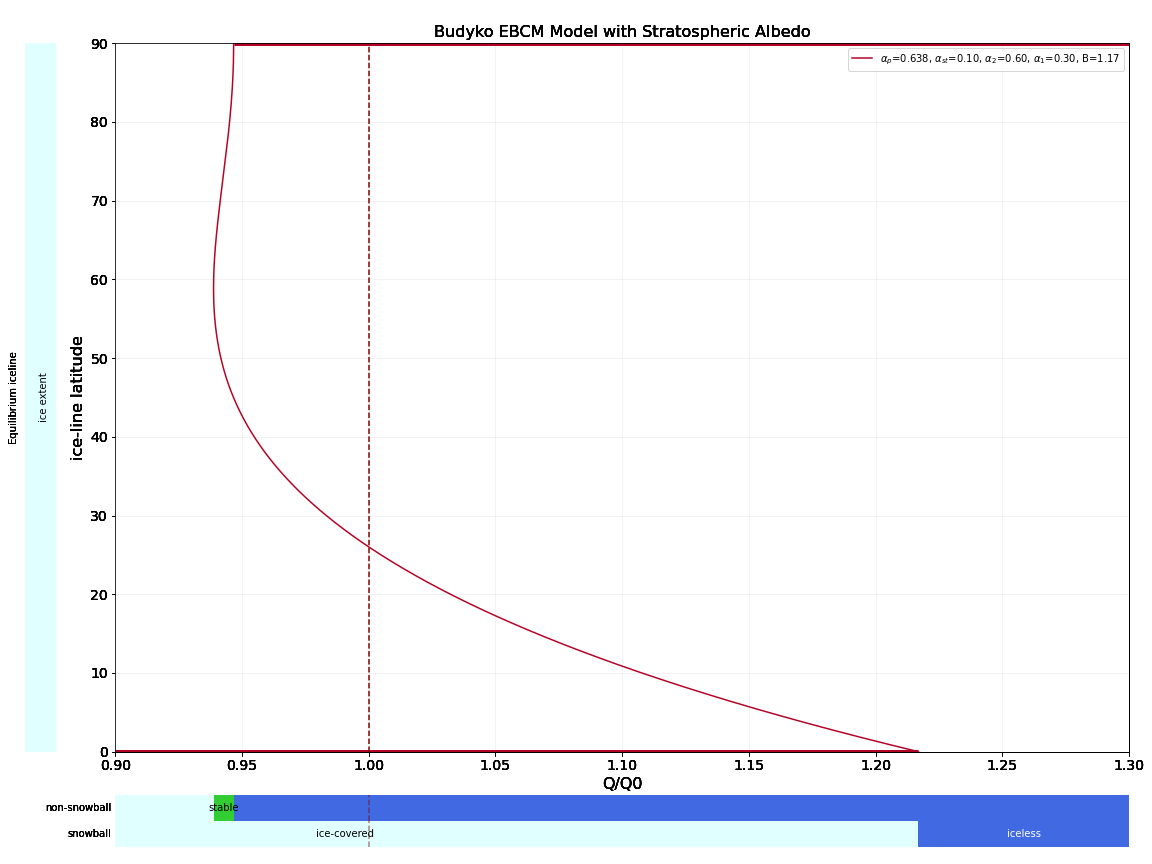 Budyko EBCM Model with Stratospheric Albedo
αp=0.638, αst=0.10, α2=0.60, α1=0.30, B=1.17
Equilibrium iceline
ice extent
ice-line latitude
90
80
70
60
50
40
30
20
10
0
0.90 0.95 1.00 1.05 1.10 1.15 1.20 1.25 1.30
Q/Q0
non-snowball stable
snowball ice-covered iceless